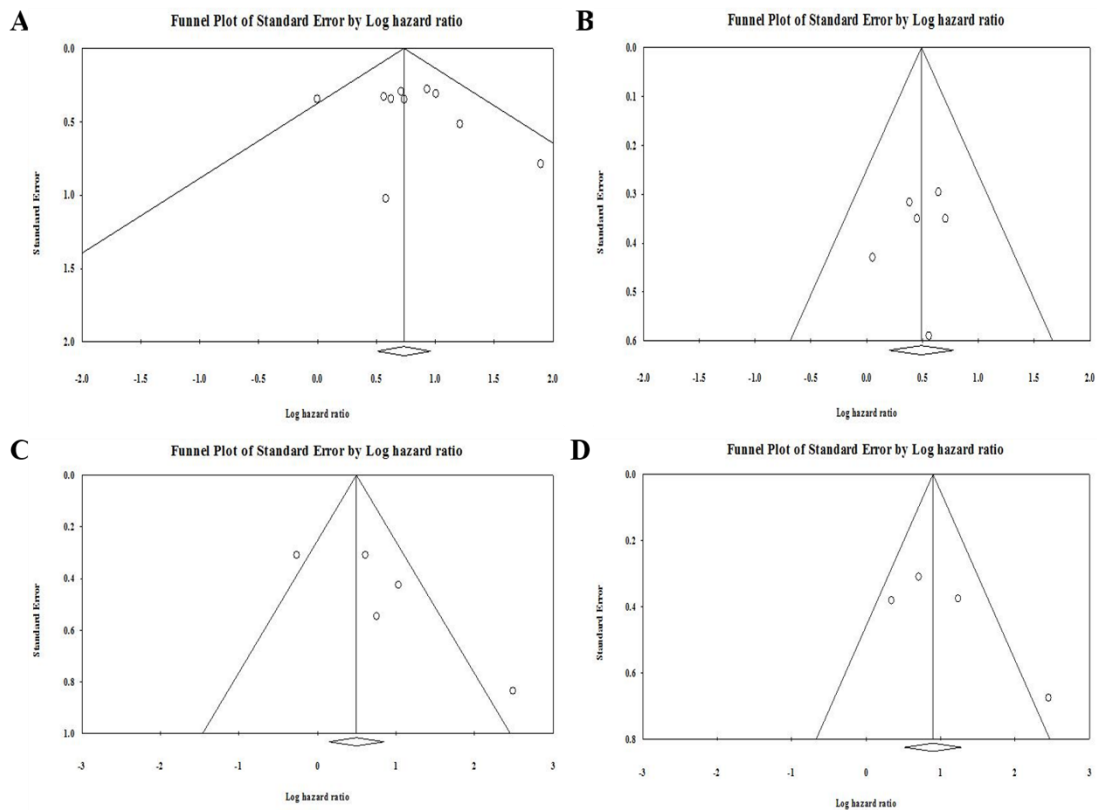 A
Funnel Plot of Standard Error by Log hazard ratio
0.0
0.5
1.0
1.5
2.0
Standard Error
-2.0 -1.5 -1.0 -0.5 0.0 0.5 1.0 1.5 2.0
Log hazard ratio
B
Funnel Plot of Standard Error by Log hazard ratio
0.0
0.1
0.2
0.3
0.4
0.5
0.6
Standard Error
-2.0 -1.5 -1.0 -0.5 0.0 0.5 1.0 1.5 2.0
Log hazard ratio
C
Funnel Plot of Standard Error by Log hazard ratio
0.0
0.2
0.4
0.6
0.8
1.0
Standard Error
-3 -2 -1 0 1 2 3
Log hazard ratio
D
Funnel Plot of Standard Error by Log hazard ratio
0.0
0.2
0.4
0.6
0.8
Standard Error
-3 -2 -1 0 1 2 3
Log hazard ratio